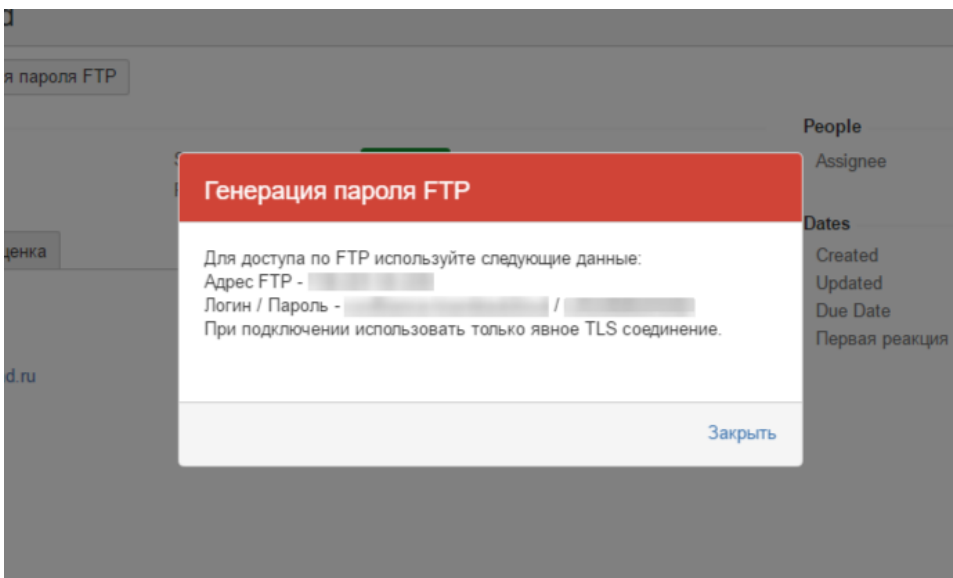 я пароля FTP
People
Assignee
Генерация пароля FTP
Dates
ценка
Для доступа по FTP используйте следующие данные:
Created
Адрес FTP -
Updated
Логин / Пароль - /
Due Date
При подключении использовать только явное TLS соединение.
Первая реакция
d.ru
Закрыть